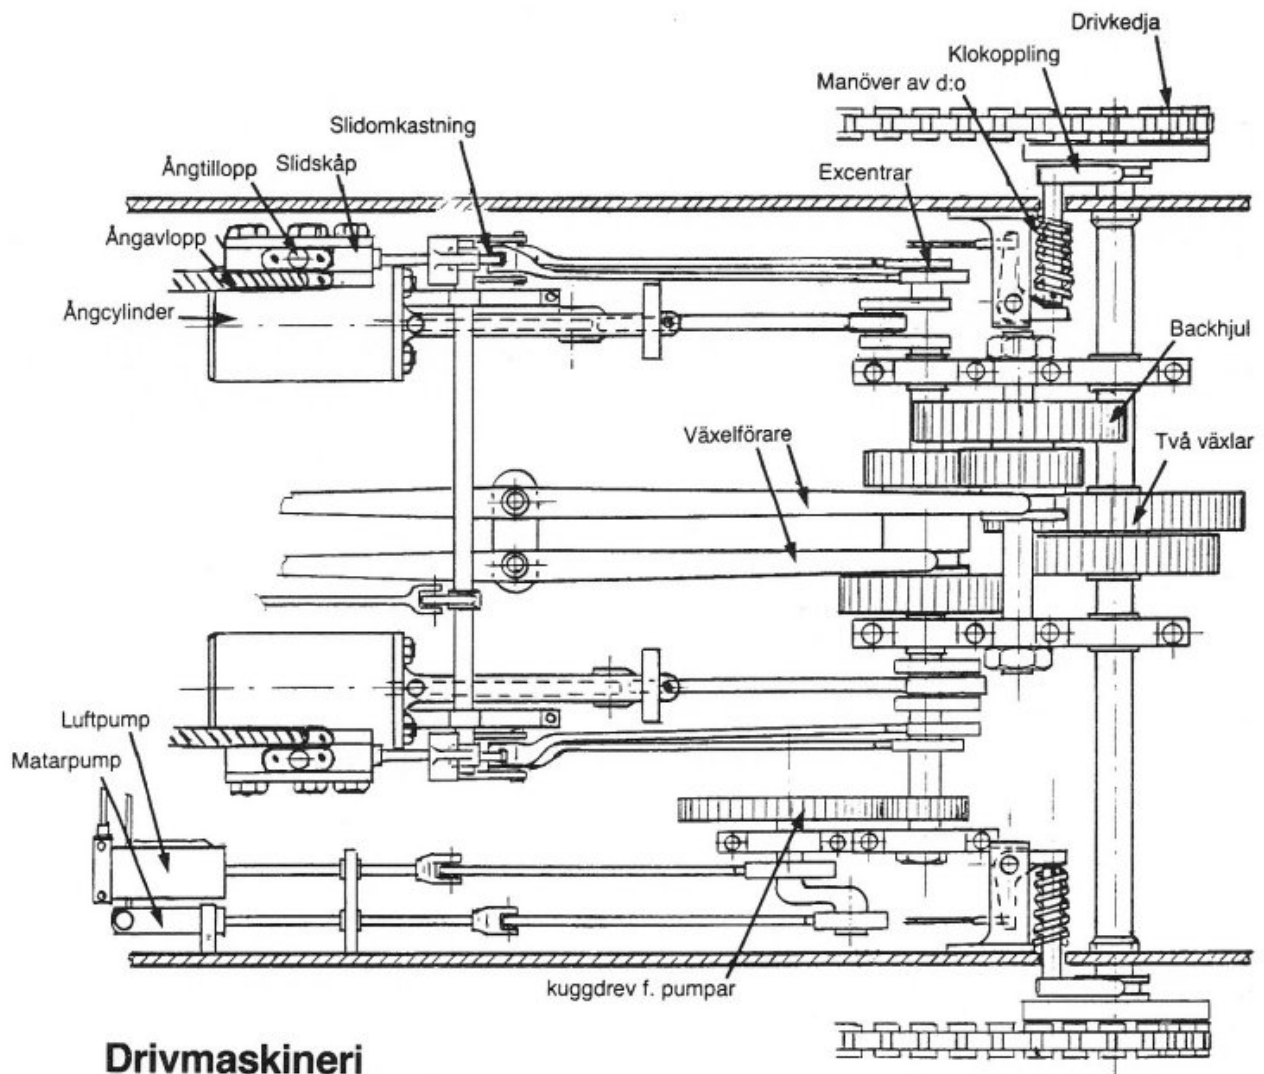 Drivkedja
Klokoppling
Manöver av d:o
Slidomkastning
Slidskåp
Ångtillopp
Excentrar
Ångavlopp
Ångcylinder
Backhjul
Växelförare
Två växlar
Luftpump
Matarpump
kuggdrev f. pumpar
Drivmaskineri